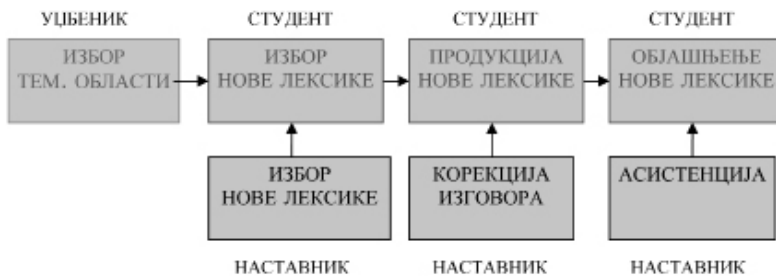 УЏБЕНИК СТУДЕНТ СТУДЕНТ СТУДЕНТ
ИЗБОР
ТЕМ. ОБЛАСТИ
ИЗБОР
НОВЕ ЛЕКСИКЕ
ПРОДУКЦИЈА
НОВЕ ЛЕКСИКЕ
ОБЈАШЊЕЊЕ
НОВЕ ЛЕКСИКЕ
ИЗБОР
НОВЕ ЛЕКСИКЕ
КОРЕКЦИЈА
ИЗГОВОРА
АСИСТЕНЦИЈА
НАСТАВНИК НАСТАВНИК НАСТАВНИК